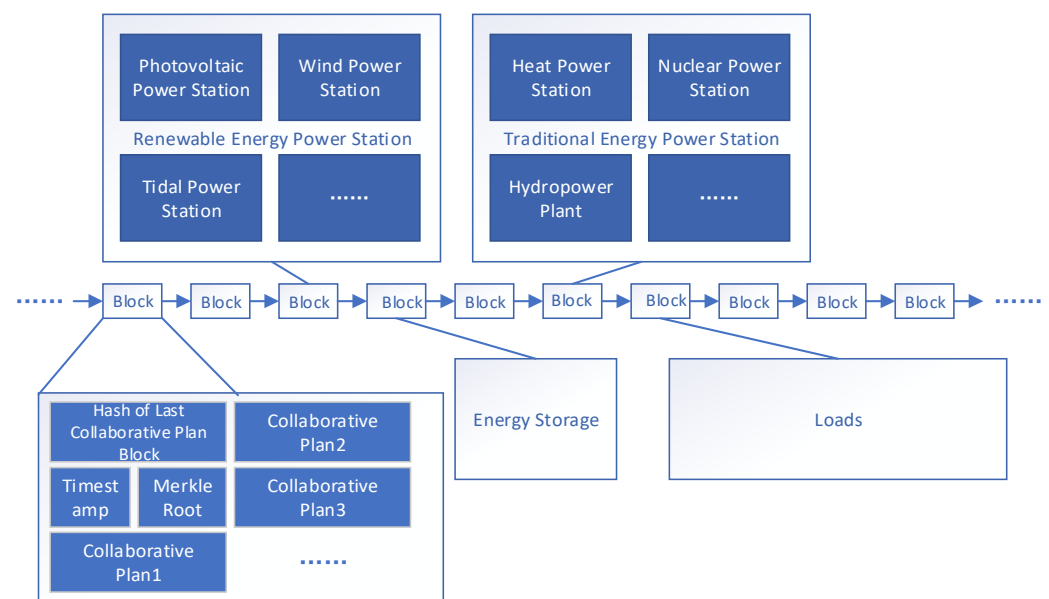 Photovoltaic
Power Station
Wind Power
Station
Renewable Energy Power Station
Tidal Power
Station
......
Heat Power
Station
Nuclear Power
Station
Traditional Energy Power Station
Hydropower
Plant
......
......
Block
Block
Block
Block
Block
Block
Block
Block
Block
Block
......
Hash of Last
Collaborative Plan
Block
Collaborative
Plan2
Timest
amp
Merkle
Root
Collaborative
Plan3
Collaborative
Plan1
......
Energy Storage
Loads